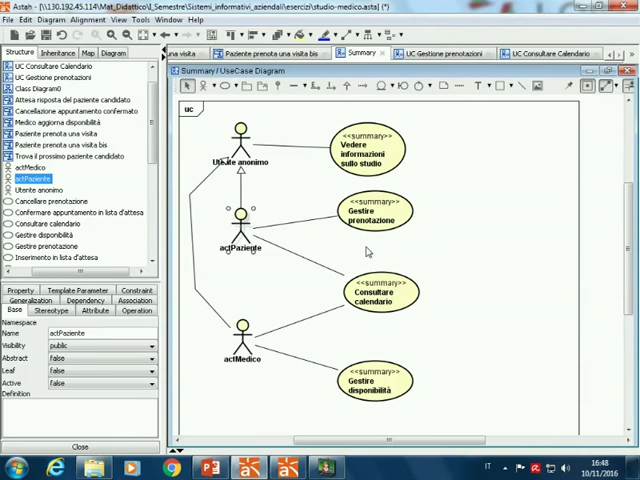 Astah - (*) \\130.192.45.114\Mat_Didattico\I_Semestre\Sistemi_informativi_aziendali\esercizi\studio-medico.asta] (*)
File Edit Diagram Alignment View Tools Window Help
Structure Inheritance Map Diagram
una visita Paziente prenota una visita bis Summary UC Gestione prenotazioni UC Consultare Calendario
Summary / UseCase Diagram
UC Consultare Calendario
UC Gestione prenotazioni
Class Diagram0
Attesa risposta del paziente candidato
Cancellazione appuntamento confermato
Medico aggiorna disponibilità
Paziente prenota una visita
Paziente prenota una visita bis
Trova il prossimo paziente candidato
actMedico
actPaziente
Utente anonimo
Cancellare prenotazione
Confermare appuntamento in lista d'attesa
Consultare calendario
Gestire disponibilità
Gestire prenotazione
Inserimento in lista d'attesa
Property Template Parameter Constraint
Generalization Dependency Association
Base Stereotype Attribute Operation
Namespace
Name actPaziente
Visibility public
Abstract false
Leaf false
Active false
Definition
Close
uc
Utente anonimo
<<summary>>
Vedere
informazioni
sullo studio
<<summary>>
Gestire
prenotazione
actPaziente
<<summary>>
Consultare
calendario
actMedico
<<summary>>
Gestire
disponibilità
IT
16:48
10/11/2016